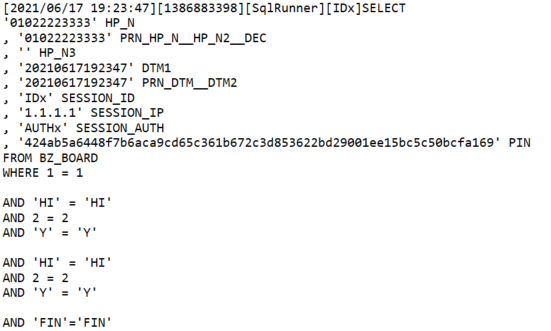 [2021/06/17 19:23:47][1386883398][SqlRunner][IDx]SELECT
'01022223333' HP_N
, '01022223333' PRN_HP_N__HP_N2__DEC
, '' HP_N3
, '20210617192347' DTM1
, '20210617192347' PRN_DTM__DTM2
, 'IDx' SESSION_ID
, '1.1.1.1' SESSION_IP
, 'AUTHx' SESSION_AUTH
, '424ab5a6448f7b6aca9cd65c361b672c3d853622bd29001ee15bc5c50bcfa169' PIN
FROM BZ_BOARD
WHERE 1 = 1
AND 'HI' = 'HI'
AND 2 = 2
AND 'Y' = 'Y'
AND 'HI' = 'HI'
AND 2 = 2
AND 'Y' = 'Y'
AND 'FIN'='FIN'